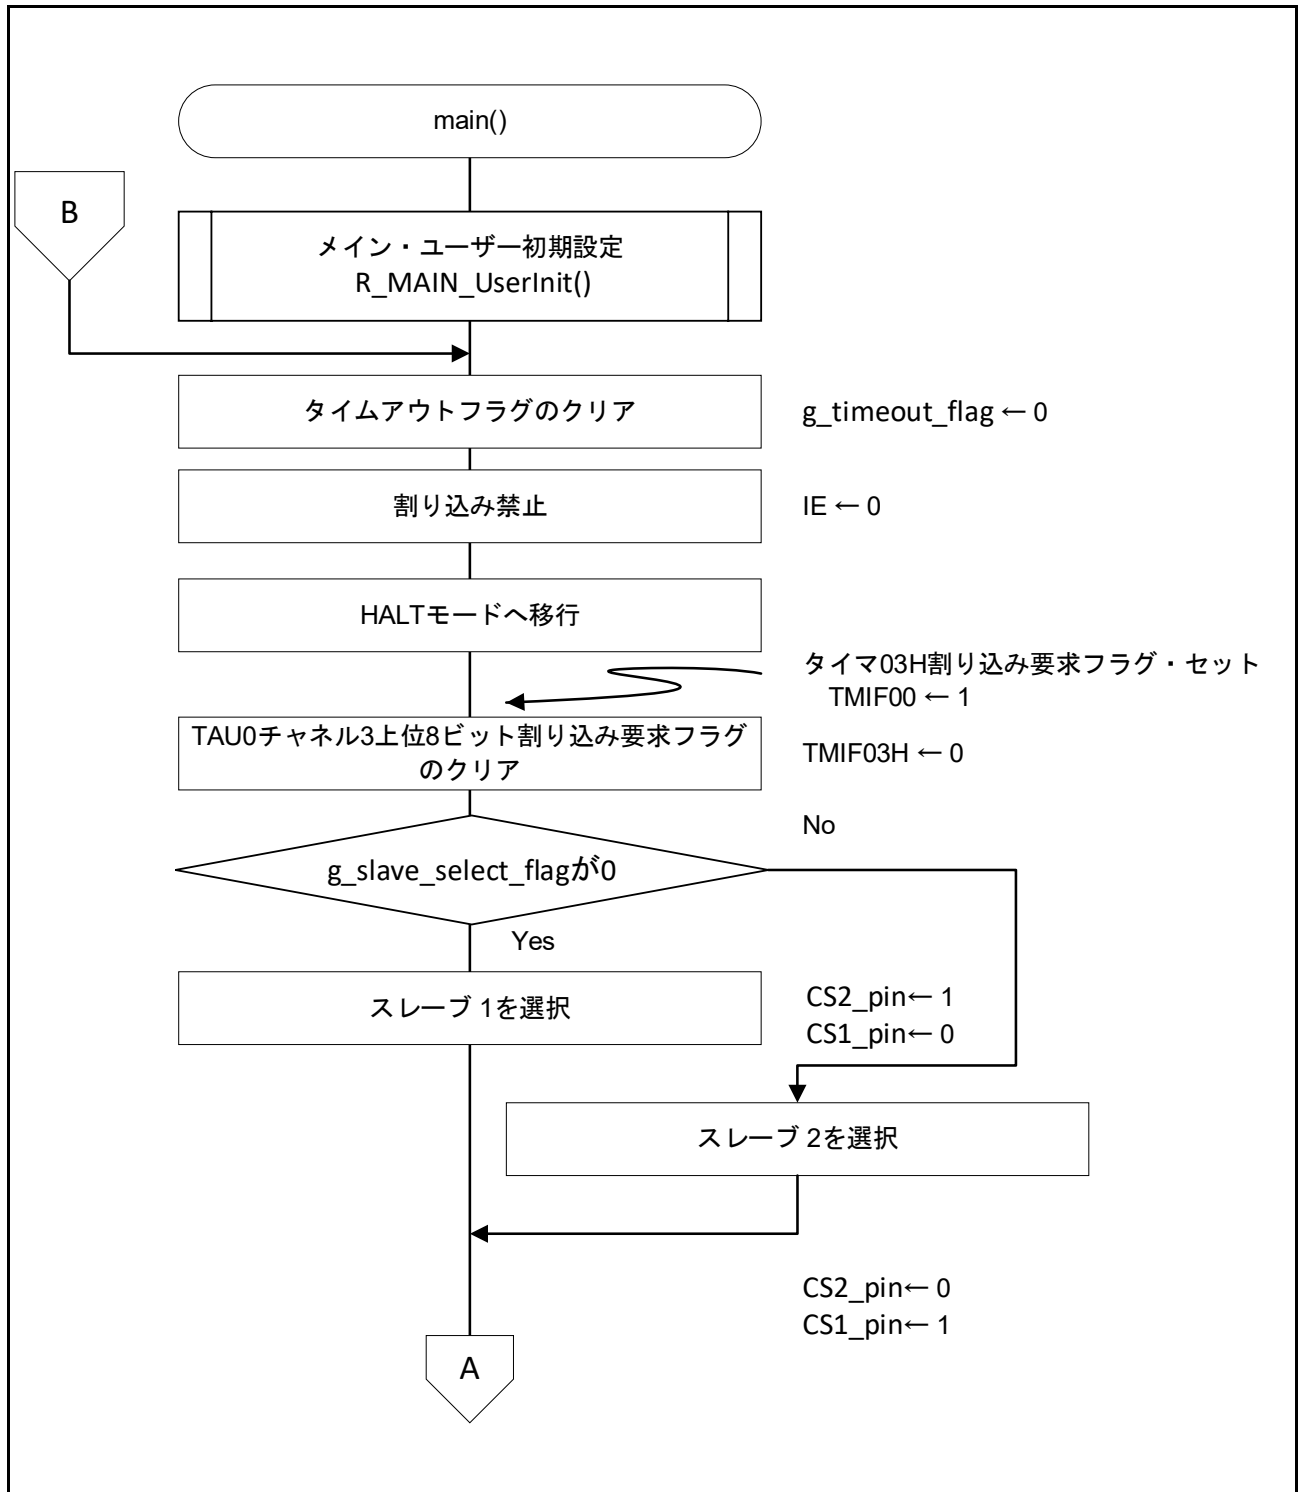 main()
B
メイン・ユーザー初期設定
R_MAIN_UserInit()
タイムアウトフラグのクリア
g_timeout_flag ← 0
割り込み禁止
IE ← 0
HALTモードへ移行
タイマ03H割り込み要求フラグ・セット
TMIF00 ← 1
TAU0チャネル3上位8ビット割り込み要求フラグ
のクリア
TMIF03H ← 0
No
g_slave_select_flagが0
Yes
スレーブ 1を選択
CS2_pin← 1
CS1_pin← 0
スレーブ 2を選択
CS2_pin← 0
CS1_pin← 1
A